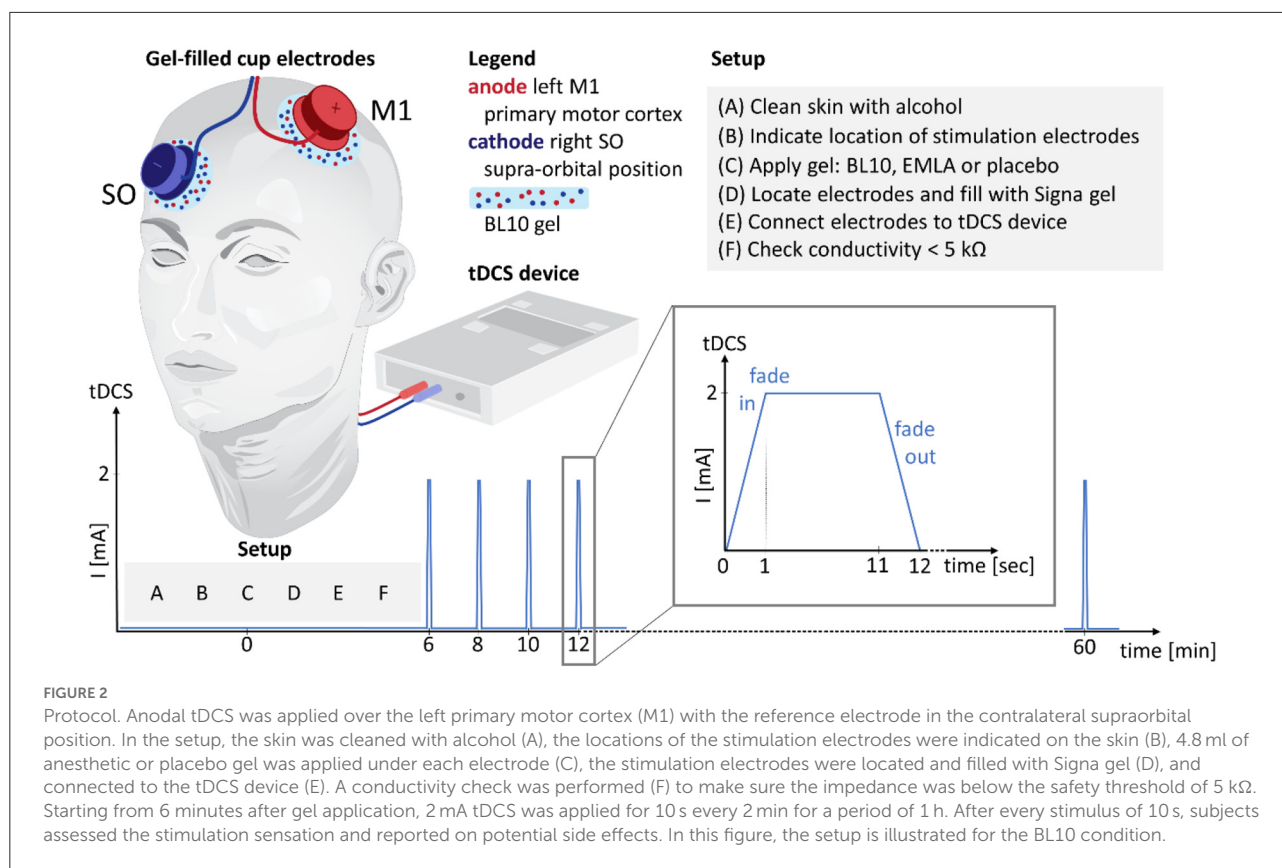 Gel-filled cup electrodes
M1
SO
+
−
Legend
anode left M1
primary motor cortex
cathode right SO
supra-orbital position
BL10 gel
Setup
(A) Clean skin with alcohol
(B) Indicate location of stimulation electrodes
(C) Apply gel: BL10, EMLA or placebo
(D) Locate electrodes and fill with Signa gel
(E) Connect electrodes to tDCS device
(F) Check conductivity < 5 kΩ
tDCS device
tDCS
2
I [mA]
Setup
A B C D E F
0 6 8 10 12 60 time [min]
tDCS
2
I [mA]
fade
in
fade
out
0 1 11 12 time [sec]
FIGURE 2
Protocol. Anodal tDCS was applied over the left primary motor cortex (M1) with the reference electrode in the contralateral supraorbital
position. In the setup, the skin was cleaned with alcohol (A), the locations of the stimulation electrodes were indicated on the skin (B), 4.8 ml of
anesthetic or placebo gel was applied under each electrode (C), the stimulation electrodes were located and filled with Signa gel (D), and
connected to the tDCS device (E). A conductivity check was performed (F) to make sure the impedance was below the safety threshold of 5 kΩ.
Starting from 6 minutes after gel application, 2 mA tDCS was applied for 10 s every 2 min for a period of 1 h. After every stimulus of 10 s, subjects
assessed the stimulation sensation and reported on potential side effects. In this figure, the setup is illustrated for the BL10 condition.